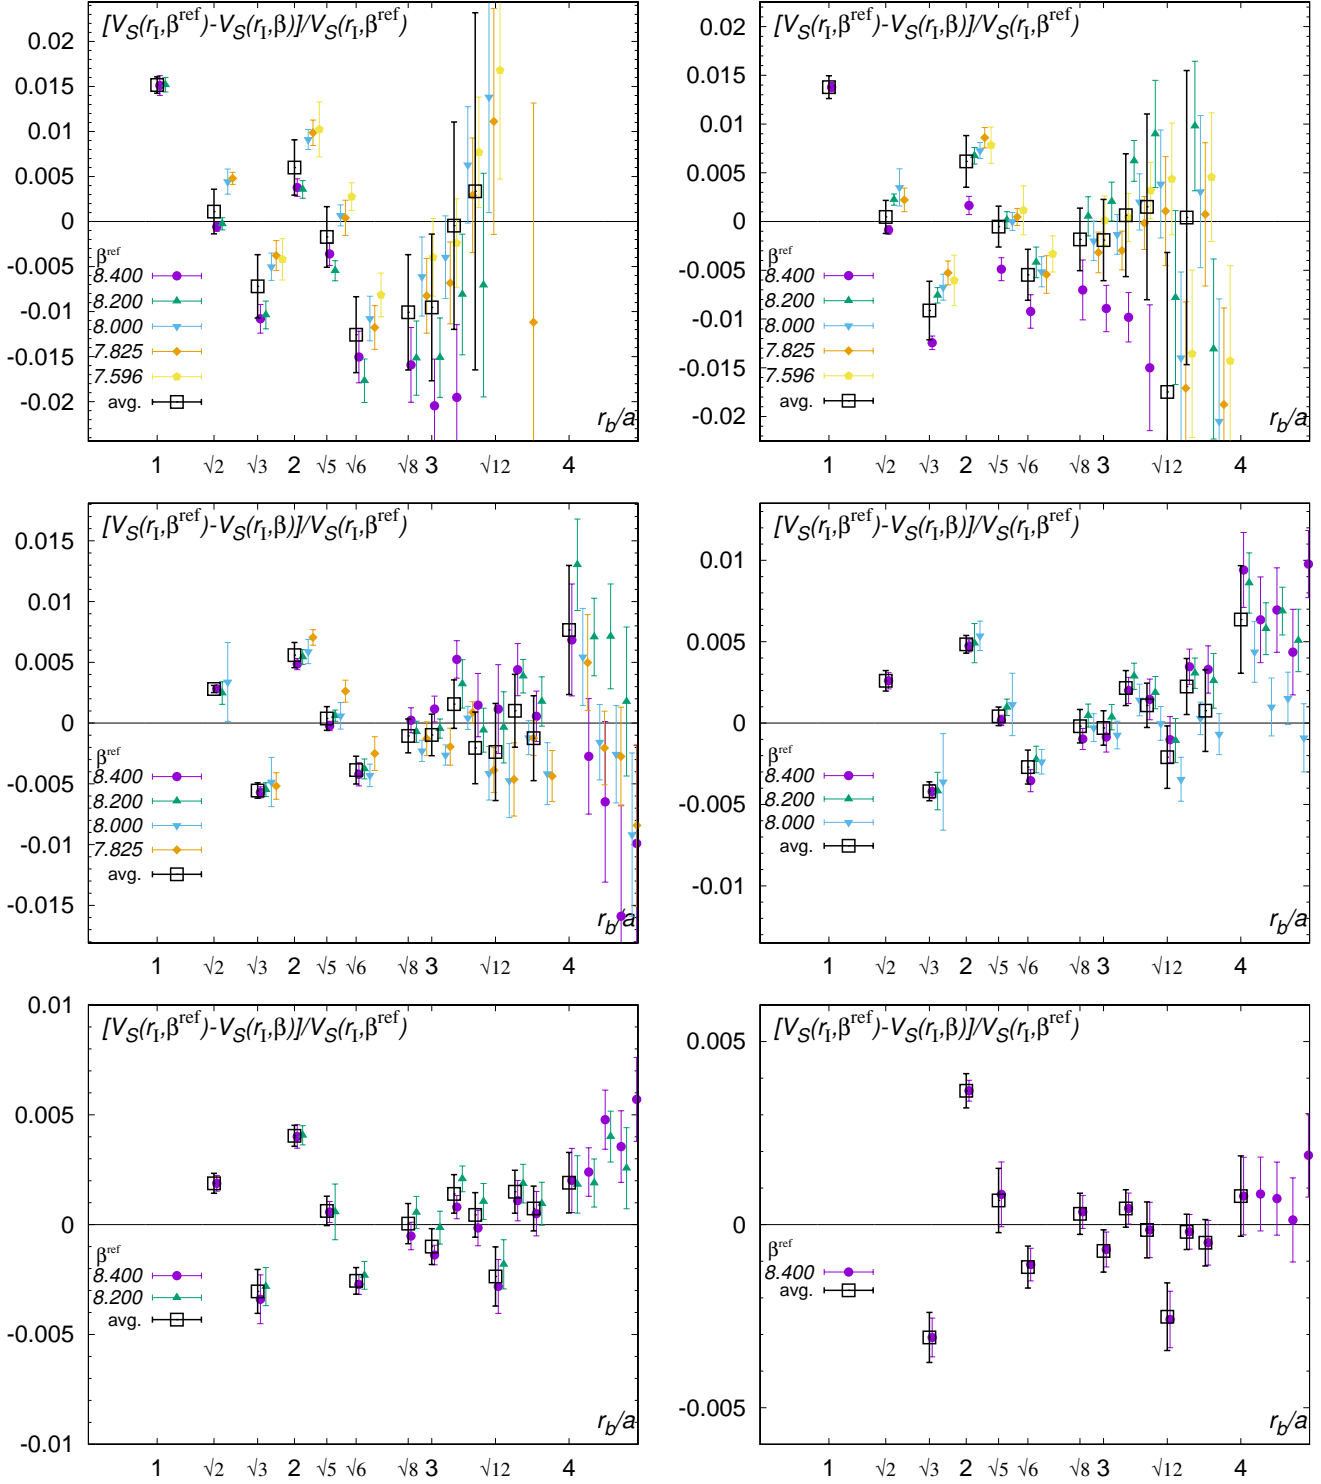 [V_S(r_I,β^ref)-V_S(r_I,β)]/V_S(r_I,β^ref)
0.02
0.015
0.01
0.005
0
-0.005
-0.01
-0.015
-0.02
β^ref
8.400
8.200
8.000
7.825
7.596
avg.
r_b/a
1 √2 √3 2 √5 √6 √8 3 √12 4
[V_S(r_I,β^ref)-V_S(r_I,β)]/V_S(r_I,β^ref)
0.02
0.015
0.01
0.005
0
-0.005
-0.01
-0.015
-0.02
β^ref
8.400
8.200
8.000
7.825
7.596
avg.
r_b/a
1 √2 √3 2 √5 √6 √8 3 √12 4
[V_S(r_I,β^ref)-V_S(r_I,β)]/V_S(r_I,β^ref)
0.015
0.01
0.005
0
-0.005
-0.01
-0.015
β^ref
8.400
8.200
8.000
7.825
avg.
r_b/a
1 √2 √3 2 √5 √6 √8 3 √12 4
[V_S(r_I,β^ref)-V_S(r_I,β)]/V_S(r_I,β^ref)
0.01
0.005
0
-0.005
-0.01
β^ref
8.400
8.200
8.000
avg.
r_b/a
1 √2 √3 2 √5 √6 √8 3 √12 4
[V_S(r_I,β^ref)-V_S(r_I,β)]/V_S(r_I,β^ref)
0.01
0.005
0
-0.005
-0.01
β^ref
8.400
8.200
avg.
r_b/a
1 √2 √3 2 √5 √6 √8 3 √12 4
[V_S(r_I,β^ref)-V_S(r_I,β)]/V_S(r_I,β^ref)
0.005
0
-0.005
β^ref
8.400
avg.
r_b/a
1 √2 √3 2 √5 √6 √8 3 √12 4